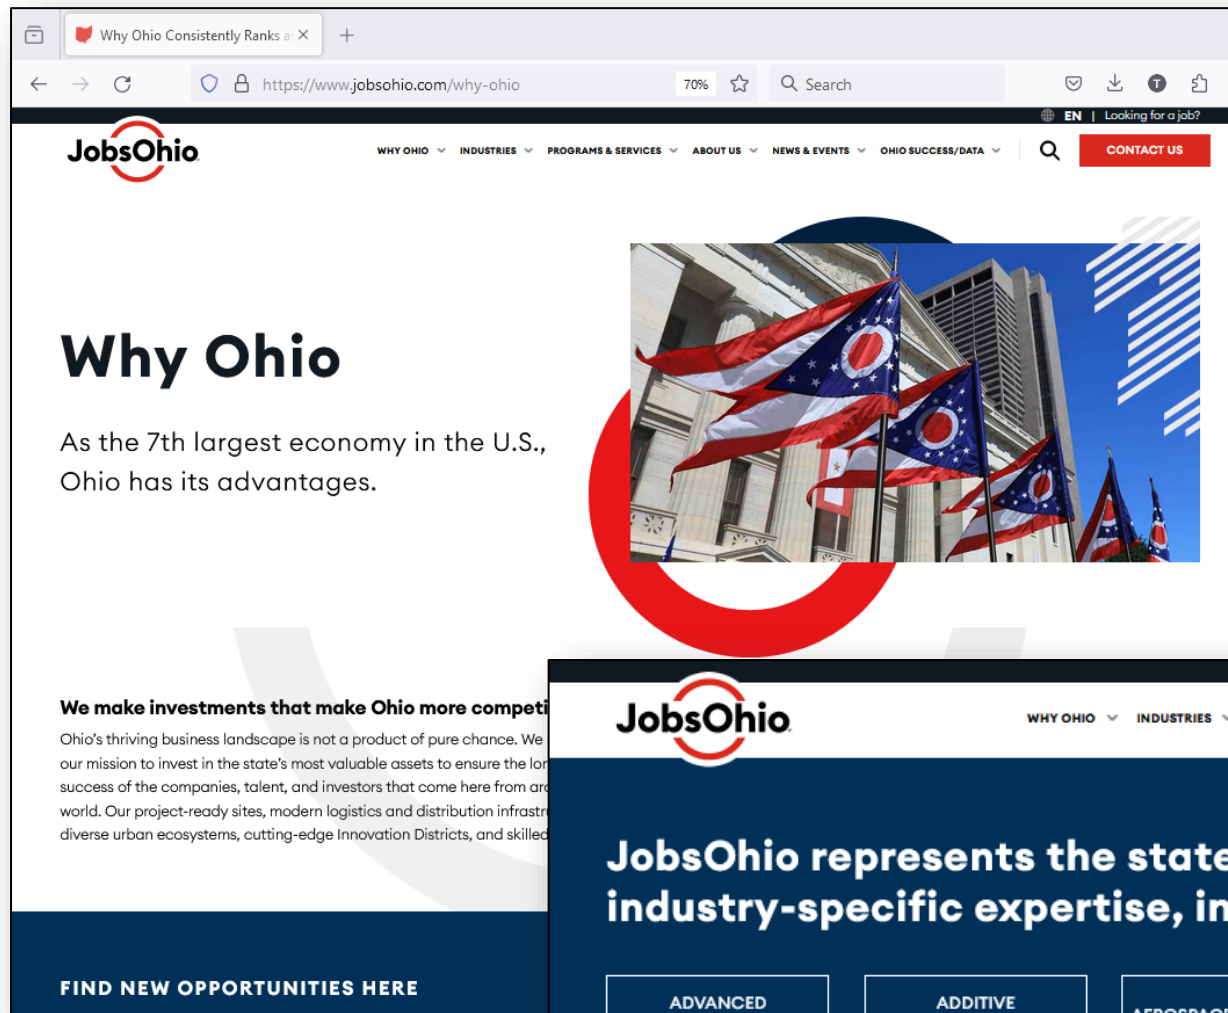 Why Ohio Consistently Ranks a
https://www.jobsohio.com/why-ohio
70%
Search
T
EN | Looking for a job?
JobsOhio
WHY OHIO
INDUSTRIES
PROGRAMS & SERVICES
ABOUT US
NEWS & EVENTS
OHIO SUCCESS/DATA
CONTACT US
Why Ohio
As the 7th largest economy in the U.S.,
Ohio has its advantages.
We make investments that make Ohio more competi
Ohio's thriving business landscape is not a product of pure chance. We
our mission to invest in the state's most valuable assets to ensure the lon
success of the companies, talent, and investors that come here from aro
world. Our project-ready sites, modern logistics and distribution infrastru
diverse urban ecosystems, cutting-edge Innovation Districts, and skilled
FIND NEW OPPORTUNITIES HERE
JobsOhio
WHY OHIO
INDUSTRIES
JobsOhio represents the state
industry-specific expertise, in
ADVANCED
ADDITIVE